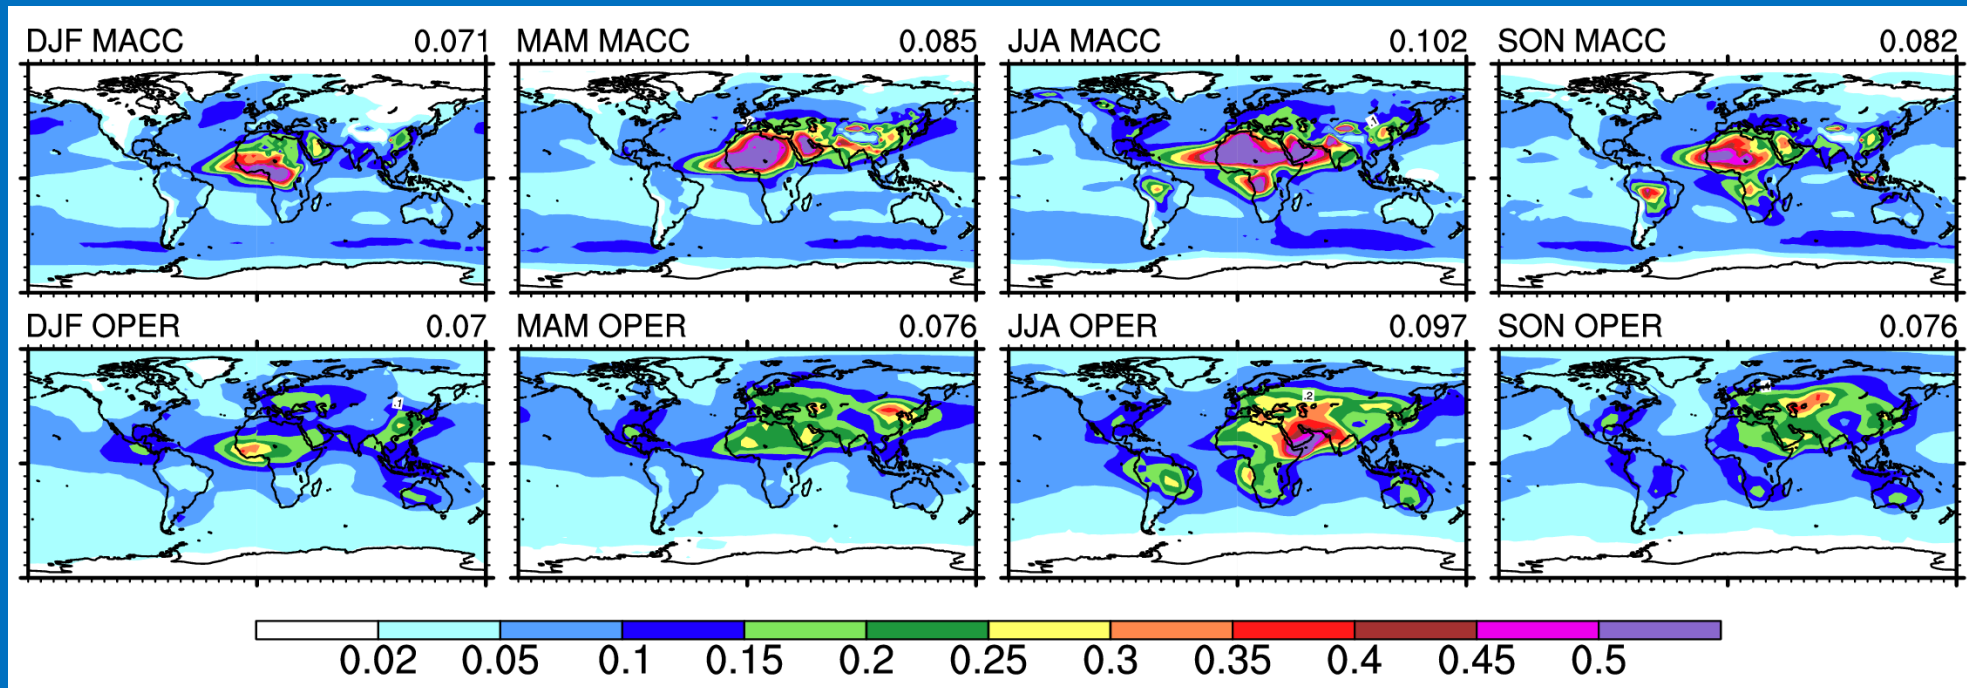 DJF MACC 0.071
MAM MACC 0.085
JJA MACC 0.102
SON MACC 0.082
DJF OPER 0.07
MAM OPER 0.076
JJA OPER 0.097
SON OPER 0.076
.1
.2
0.02 0.05 0.1 0.15 0.2 0.25 0.3 0.35 0.4 0.45 0.5